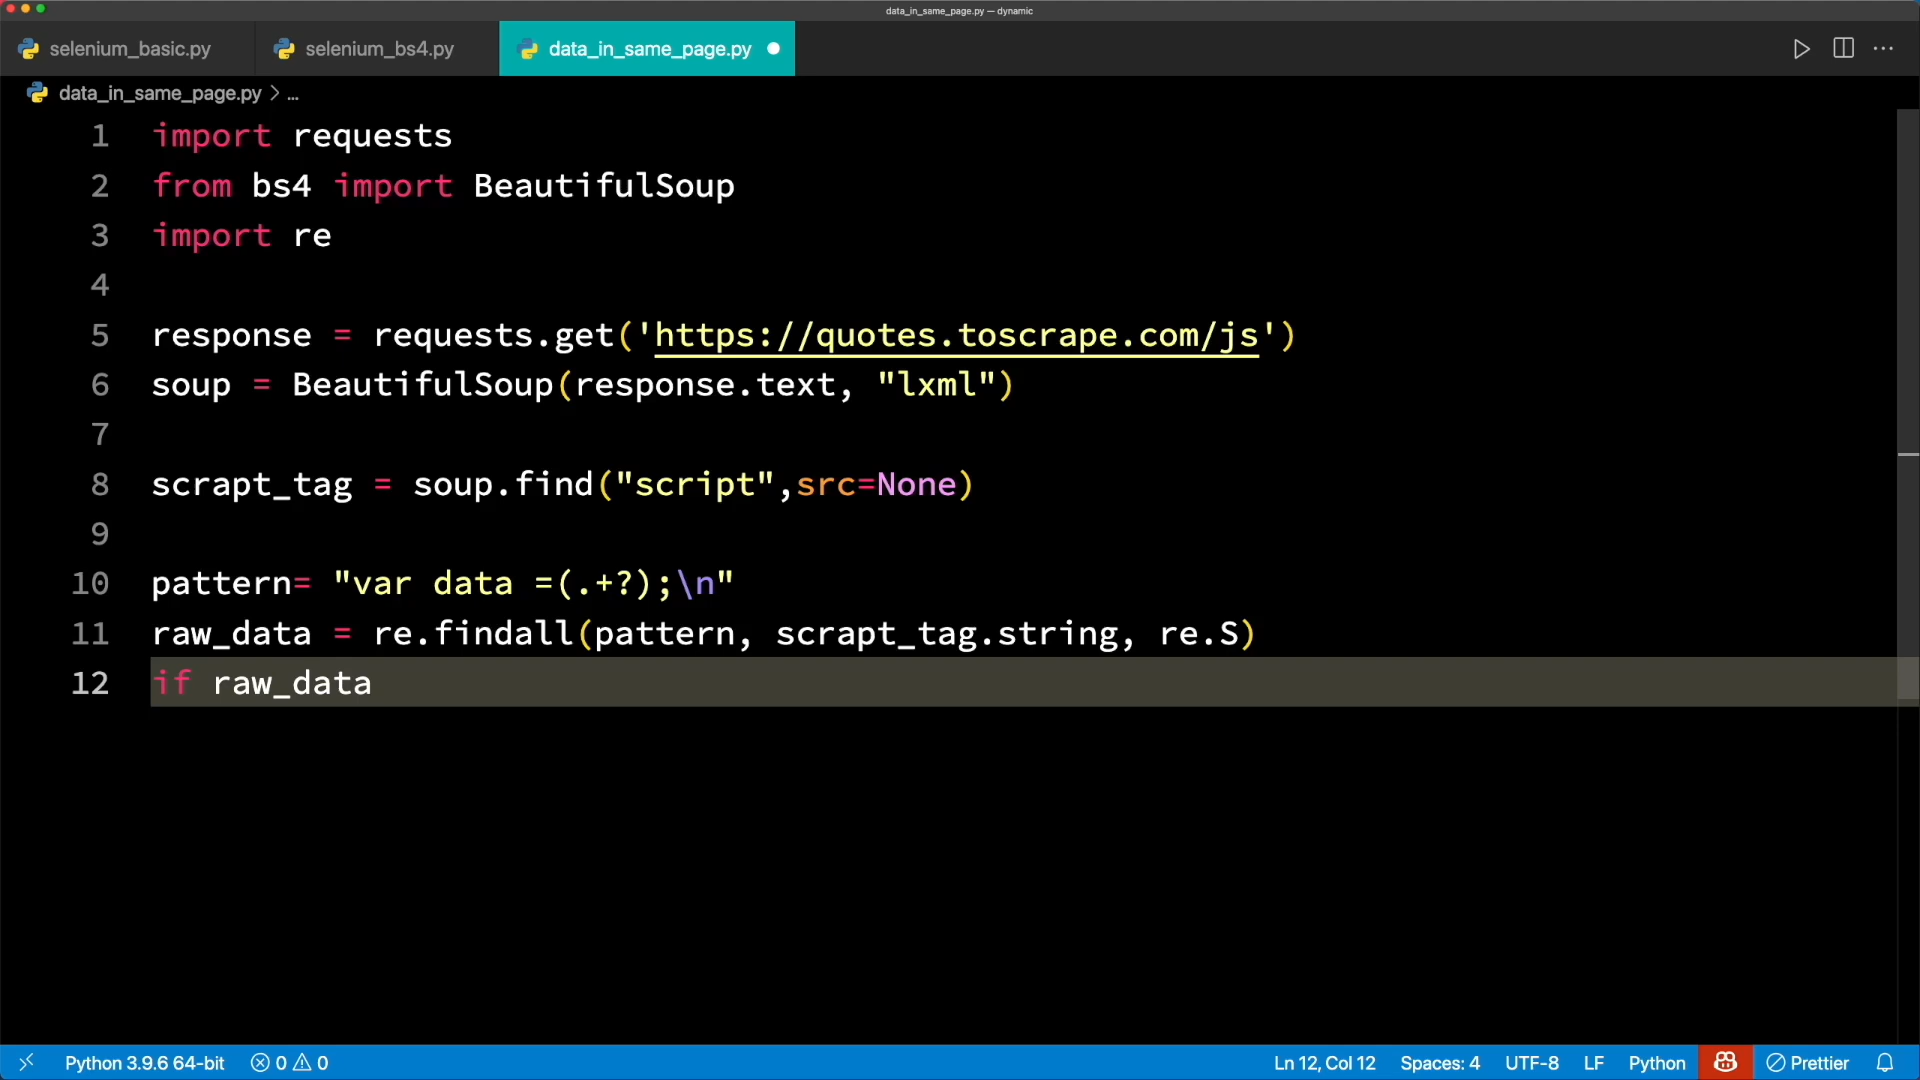 data_in_same_page.py — dynamic
selenium_basic.py
selenium_bs4.py
data_in_same_page.py
data_in_same_page.py > ...
1 import requests
2 from bs4 import BeautifulSoup
3 import re
4
5 response = requests.get('https://quotes.toscrape.com/js')
6 soup = BeautifulSoup(response.text, "lxml")
7
8 scrapt_tag = soup.find("script",src=None)
9
10 pattern= "var data =(.+?);\n"
11 raw_data = re.findall(pattern, scrapt_tag.string, re.S)
12 if raw_data
Python 3.9.6 64-bit 0 0 Ln 12, Col 12 Spaces: 4 UTF-8 LF Python Prettier